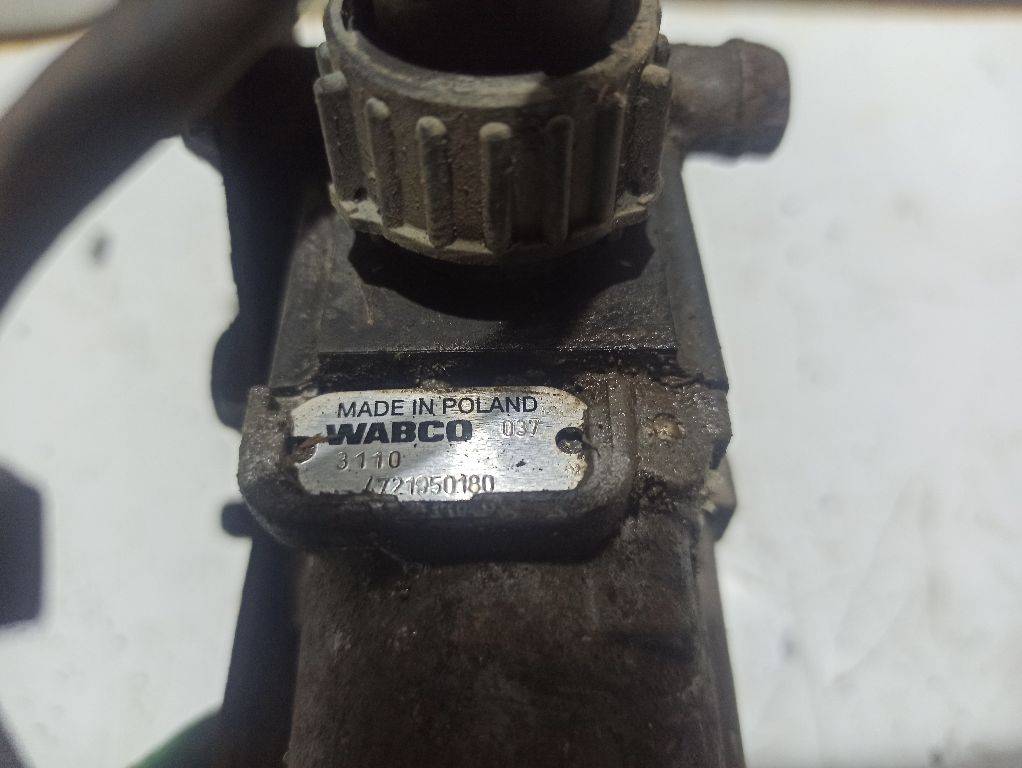 MADE IN POLAND
WABCO 037
3110
4721950180